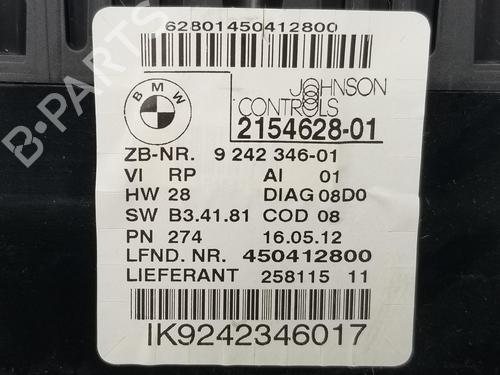 62801450412800
BMW
JOHNSON
CONTROLS
2154628-01
ZB-NR. 9 242 346-01
VI RP AI 01
HW 28 DIAG 08D0
SW B3.41.81 COD 08
PN 274 16.05.12
LFND. NR. 450412800
LIEFERANT 258115 11
IK9242346017
B-PARTS